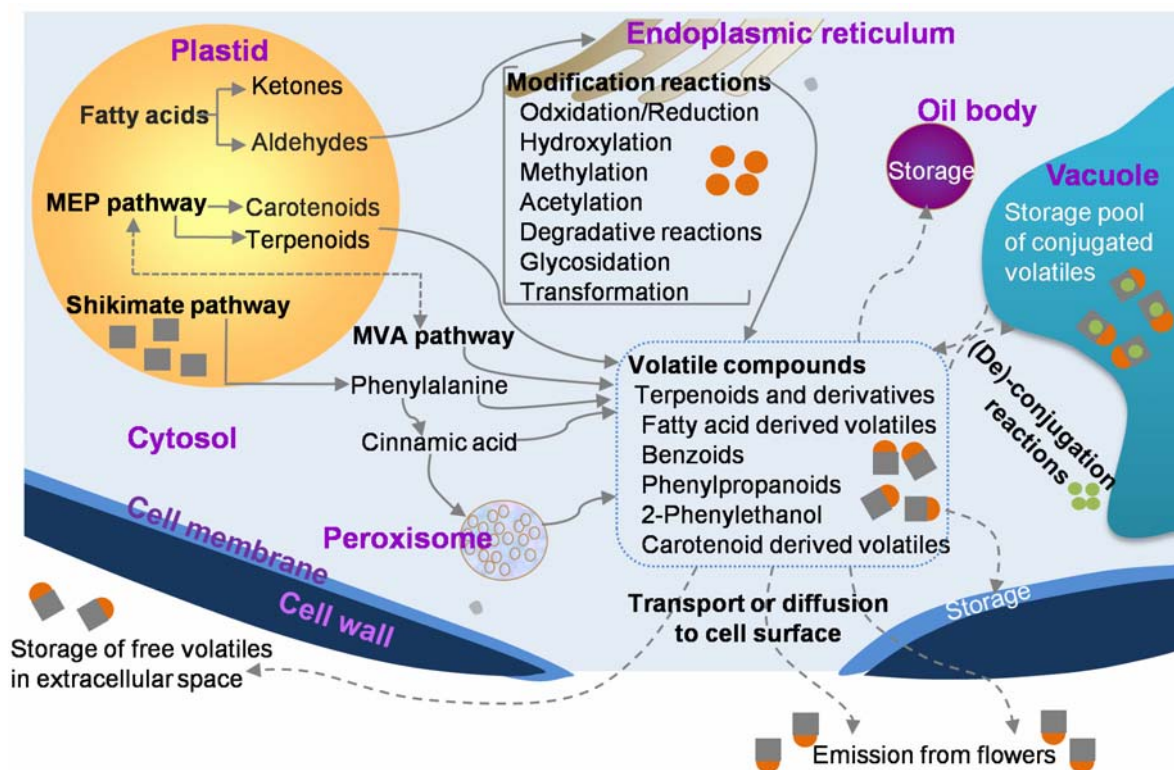 Plastid
Fatty acids
Ketones
Aldehydes
MEP pathway
Carotenoids
Terpenoids
Shikimate pathway
Endoplasmic reticulum
Modification reactions
Odxidation/Reduction
Hydroxylation
Methylation
Acetylation
Degradative reactions
Glycosidation
Transformation
Oil body
Storage
Vacuole
Storage pool
of conjugated
volatiles
MVA pathway
Phenylalanine
Cinnamic acid
Cytosol
Peroxisome
Volatile compounds
Terpenoids and derivatives
Fatty acid derived volatiles
Benzoids
Phenylpropanoids
2-Phenylethanol
Carotenoid derived volatiles
(De)-conjugation
reactions
Cell membrane
Cell wall
Storage
Transport or diffusion
to cell surface
Storage of free volatiles
in extracellular space
Emission from flowers